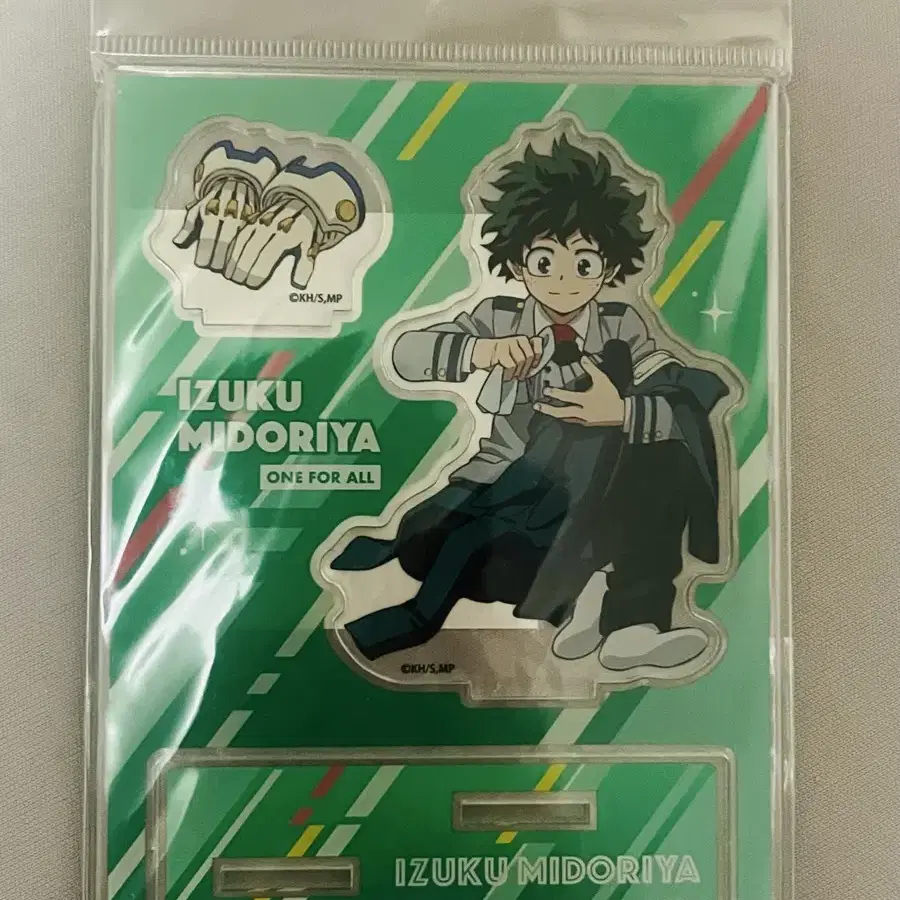 ©KH/S,MP
IZUKU
MIDORIYA
ONE FOR ALL
©KH/S,MP
IZUKU MIDORIYA